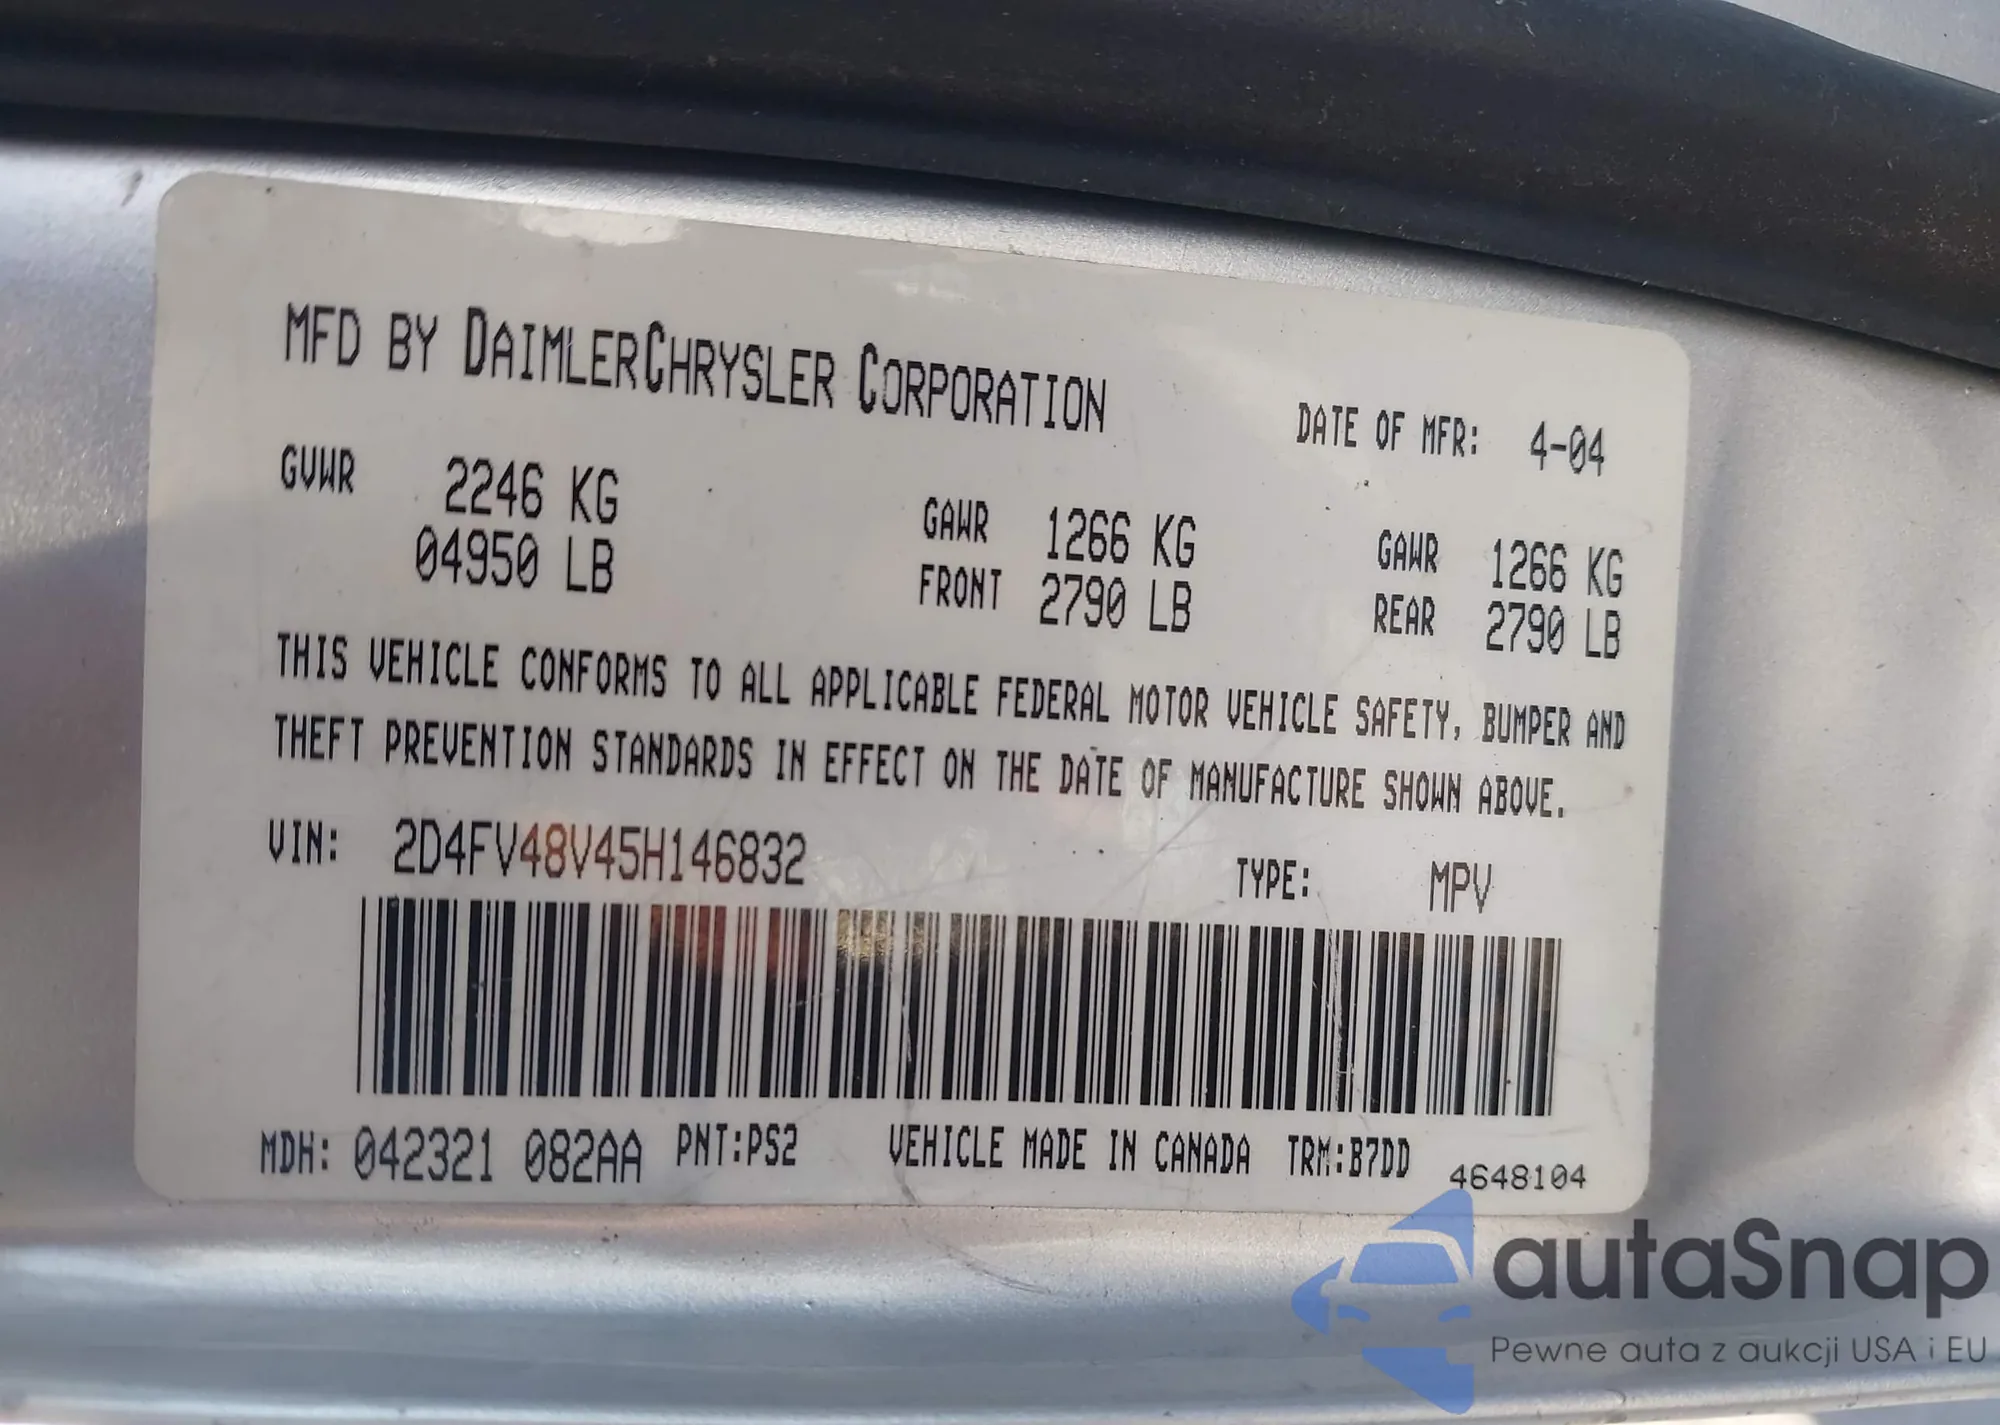 MFD BY DAIMLERCHRYSLER CORPORATION
DATE OF MFR: 4-04
GVWR 2246 KG
04950 LB
GAWR 1266 KG
FRONT 2790 LB
GAWR 1266 KG
REAR 2790 LB
THIS VEHICLE CONFORMS TO ALL APPLICABLE FEDERAL MOTOR VEHICLE SAFETY, BUMPER AND
THEFT PREVENTION STANDARDS IN EFFECT ON THE DATE OF MANUFACTURE SHOWN ABOVE.
VIN: 2D4FV48V45H146832
TYPE: MPV
MDH: 042321 082AA PNT:PS2 VEHICLE MADE IN CANADA TRM:B7DD 4648104
autaSnap
Pewne auta z aukcji USA i EU